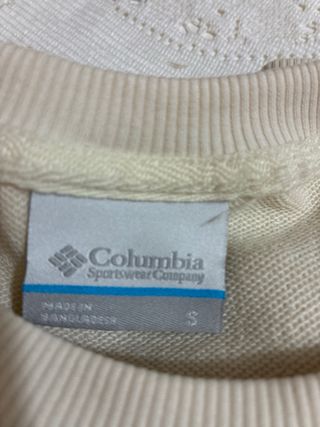 Columbia
Sportswear Company
MADE IN
BANGLADESH
S